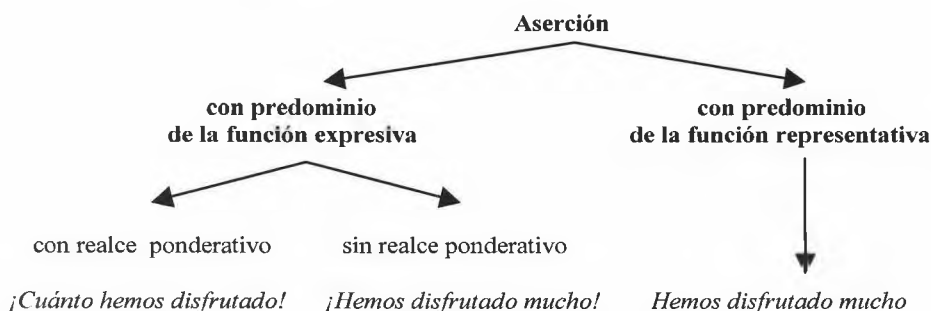 Aserción
con predominio
de la función expresiva
con predominio
de la función representativa
con realce ponderativo
sin realce ponderativo
¡Cuánto hemos disfrutado!
¡Hemos disfrutado mucho!
Hemos disfrutado mucho